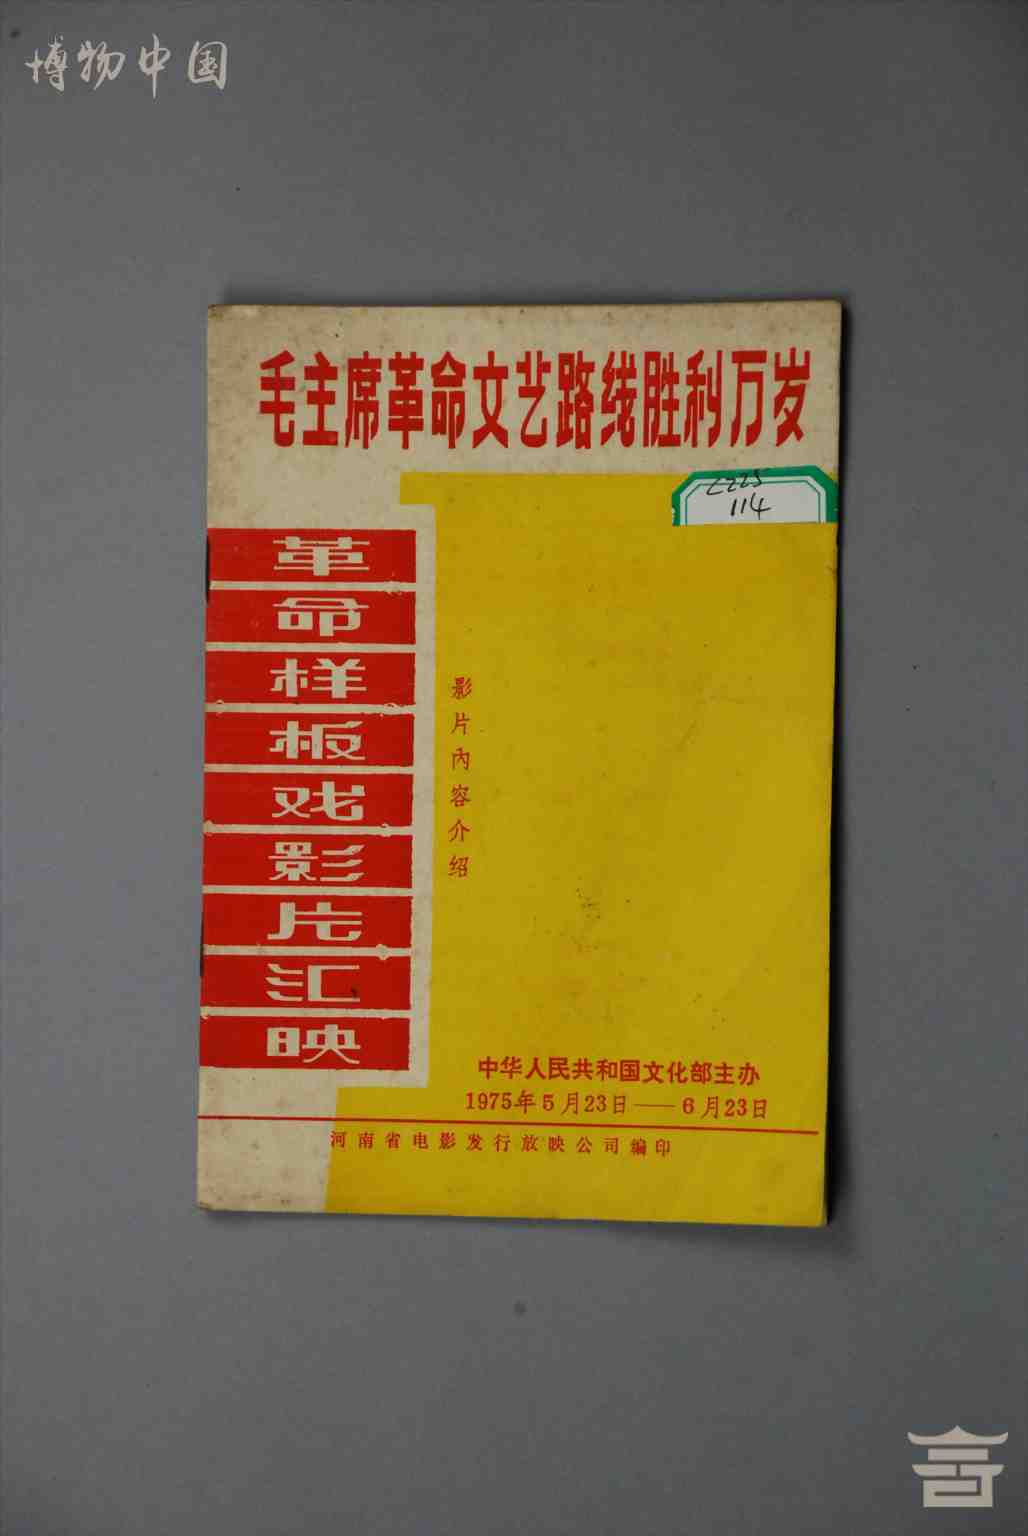 博物中国
毛主席革命文艺路线胜利万岁
114
革命样板戏影片汇映
影片内容介绍
中华人民共和国文化部主办
1975年5月23日——6月23日
河南省电影发行放映公司编印